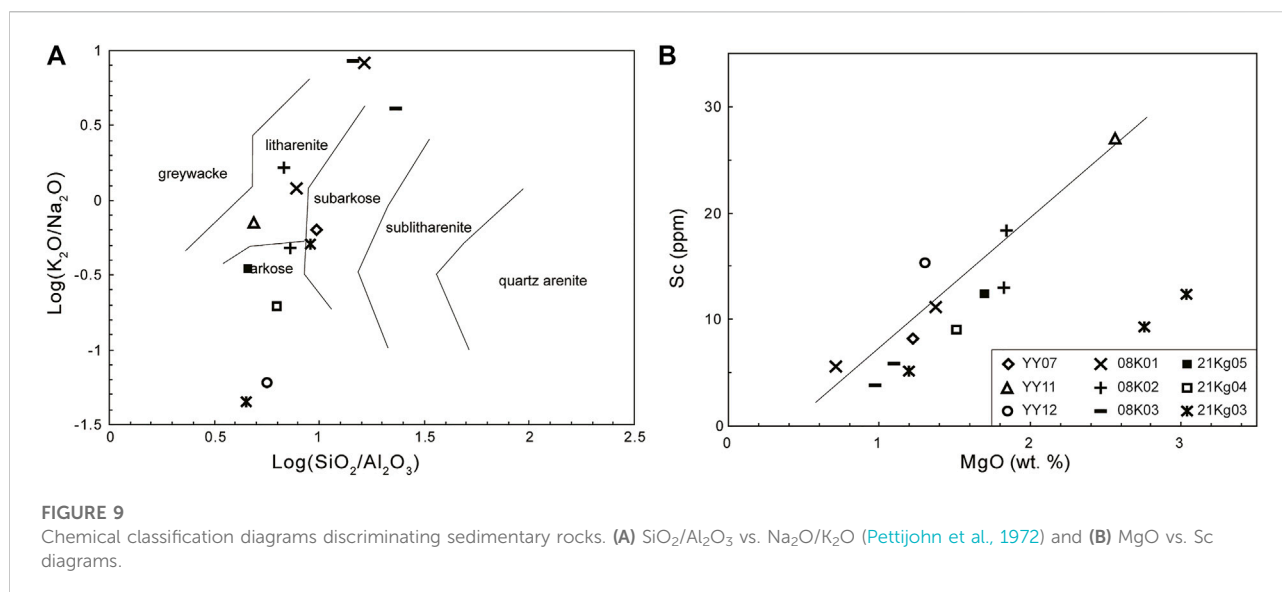 A
1
0.5
0
-0.5
-1
-1.5
Log(K₂O/Na₂O)
greywacke
litharenite
subarkose
sublitharenite
arkose
quartz arenite
0 0.5 1 1.5 2 2.5
Log(SiO₂/Al₂O₃)
B
30
20
10
0
Sc (ppm)
0 1 2 3
MgO (wt. %)
YY07 08K01 21Kg05
YY11 08K02 21Kg04
YY12 08K03 21Kg03
FIGURE 9
Chemical classification diagrams discriminating sedimentary rocks. (A) SiO₂/Al₂O₃ vs. Na₂O/K₂O (Pettijohn et al., 1972) and (B) MgO vs. Sc
diagrams.